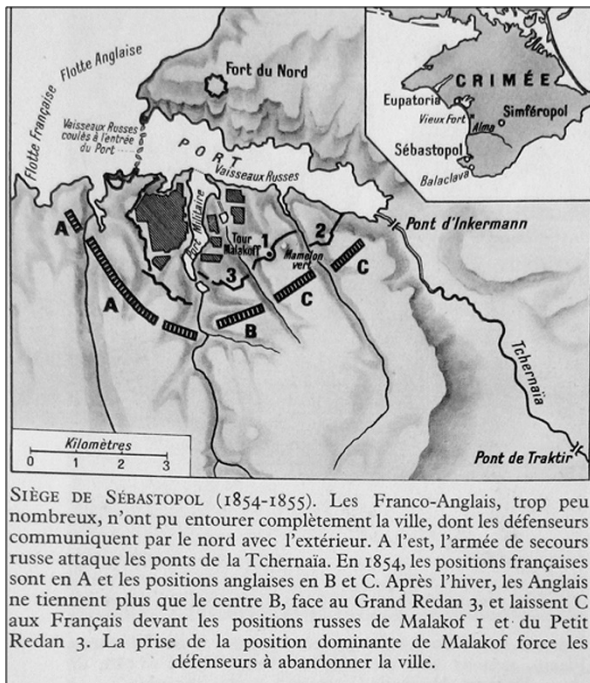 Flotte Anglaise
Flotte Française
Fort du Nord
Vaisseaux Russes
coulés à l'entrée
du Port
PORT
Vaisseaux Russes
CRIMÉE
Eupatoria
Vieux Fort
Alma
Simféropol
Sébastopol
Balaclava
Port Militaire
Tour
Malakoff
1
2
3
Mamelon
vert
Pont d'Inkermann
A
A
B
C
C
Tchernaïa
Pont de Traktir
Kilomètres
0 1 2 3
SIÈGE DE SÉBASTOPOL (1854-1855). Les Franco-Anglais, trop peu
nombreux, n'ont pu entourer complètement la ville, dont les défenseurs
communiquent par le nord avec l'extérieur. A l'est, l'armée de secours
russe attaque les ponts de la Tchernaïa. En 1854, les positions françaises
sont en A et les positions anglaises en B et C. Après l'hiver, les Anglais
ne tiennent plus que le centre B, face au Grand Redan 3, et laissent C
aux Français devant les positions russes de Malakof 1 et du Petit
Redan 3. La prise de la position dominante de Malakof force les
défenseurs à abandonner la ville.